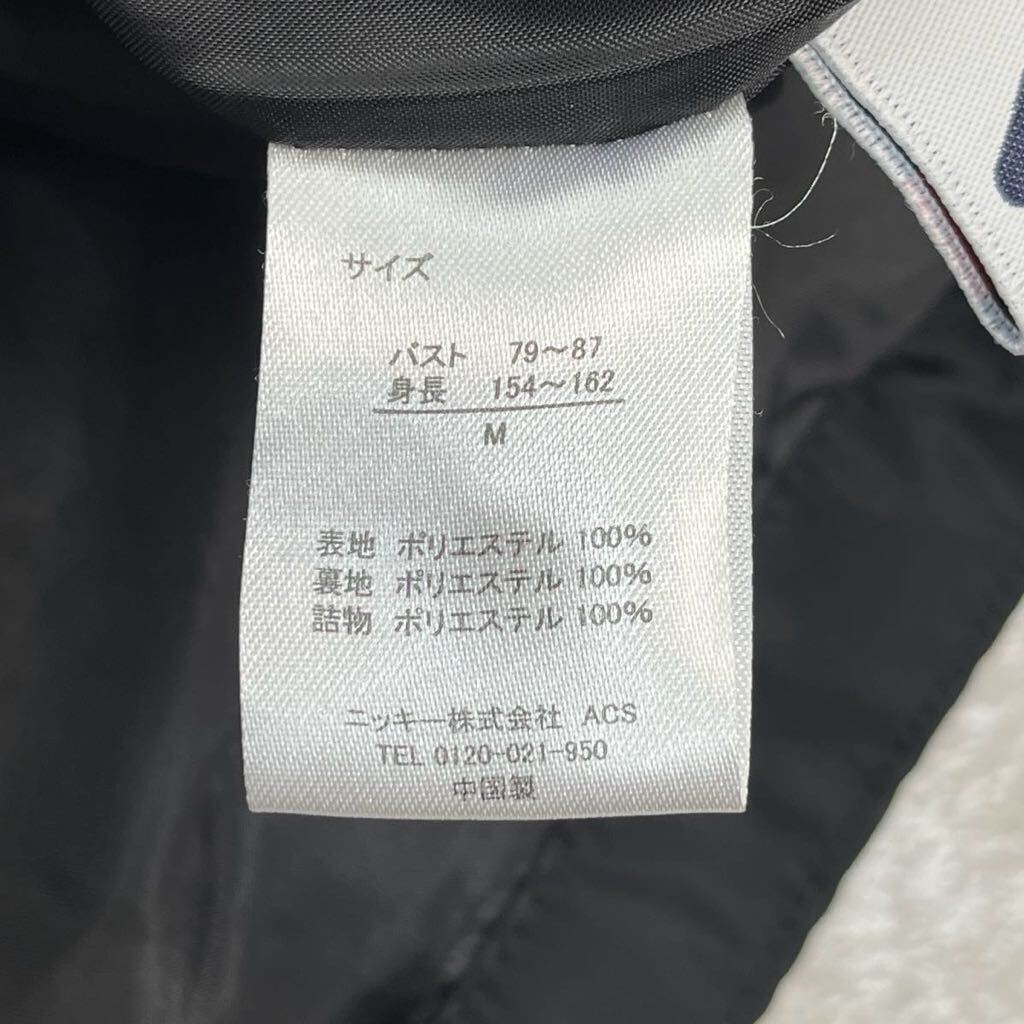 サイズ
バスト 79～87
身長 154～162
M
表地 ポリエステル 100%
裏地 ポリエステル 100%
詰物 ポリエステル 100%
ニッキー株式会社 ACS
TEL 0120-021-950
中国製